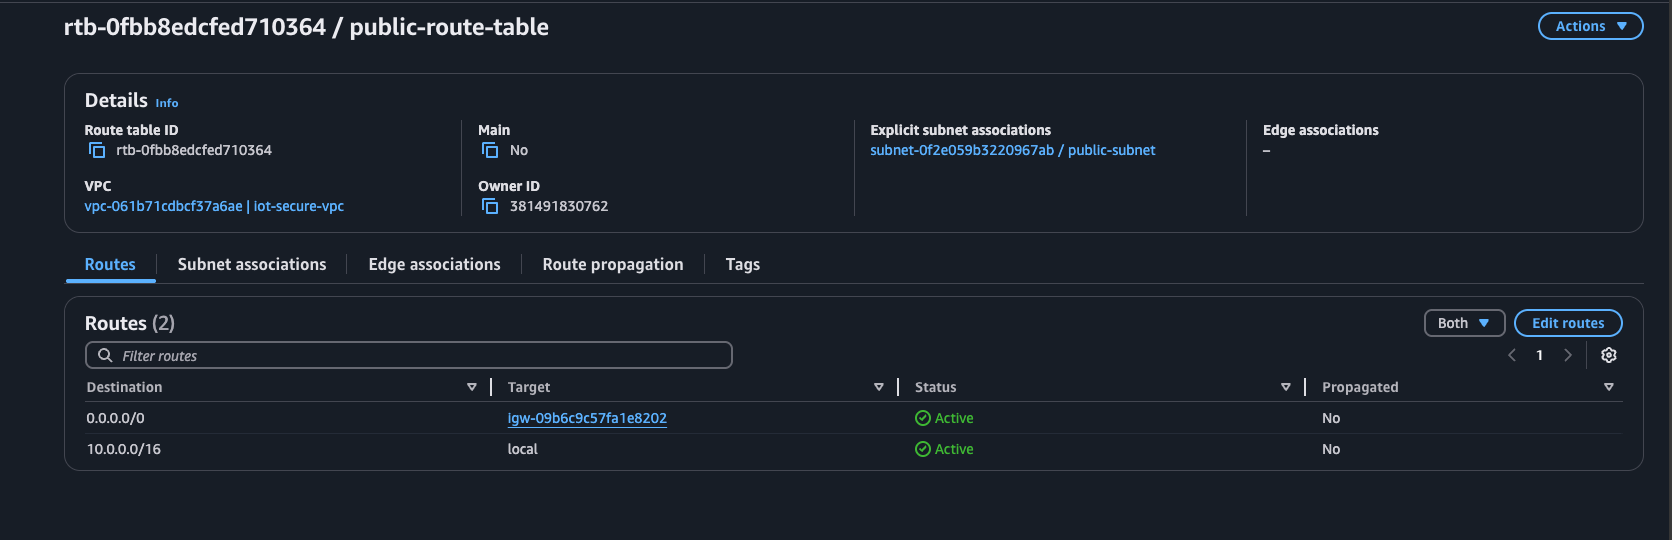 rtb-0fbb8edcfed710364 / public-route-table
Actions
Details Info
Route table ID
rtb-0fbb8edcfed710364
Main
No
Explicit subnet associations
subnet-0f2e059b3220967ab / public-subnet
Edge associations
–
VPC
vpc-061b71cdbcf37a6ae | iot-secure-vpc
Owner ID
381491830762
Routes Subnet associations Edge associations Route propagation Tags
Routes (2)
Both Edit routes
Filter routes
1
Destination Target Status Propagated
0.0.0.0/0 igw-09b6c9c57fa1e8202 Active No
10.0.0.0/16 local Active No